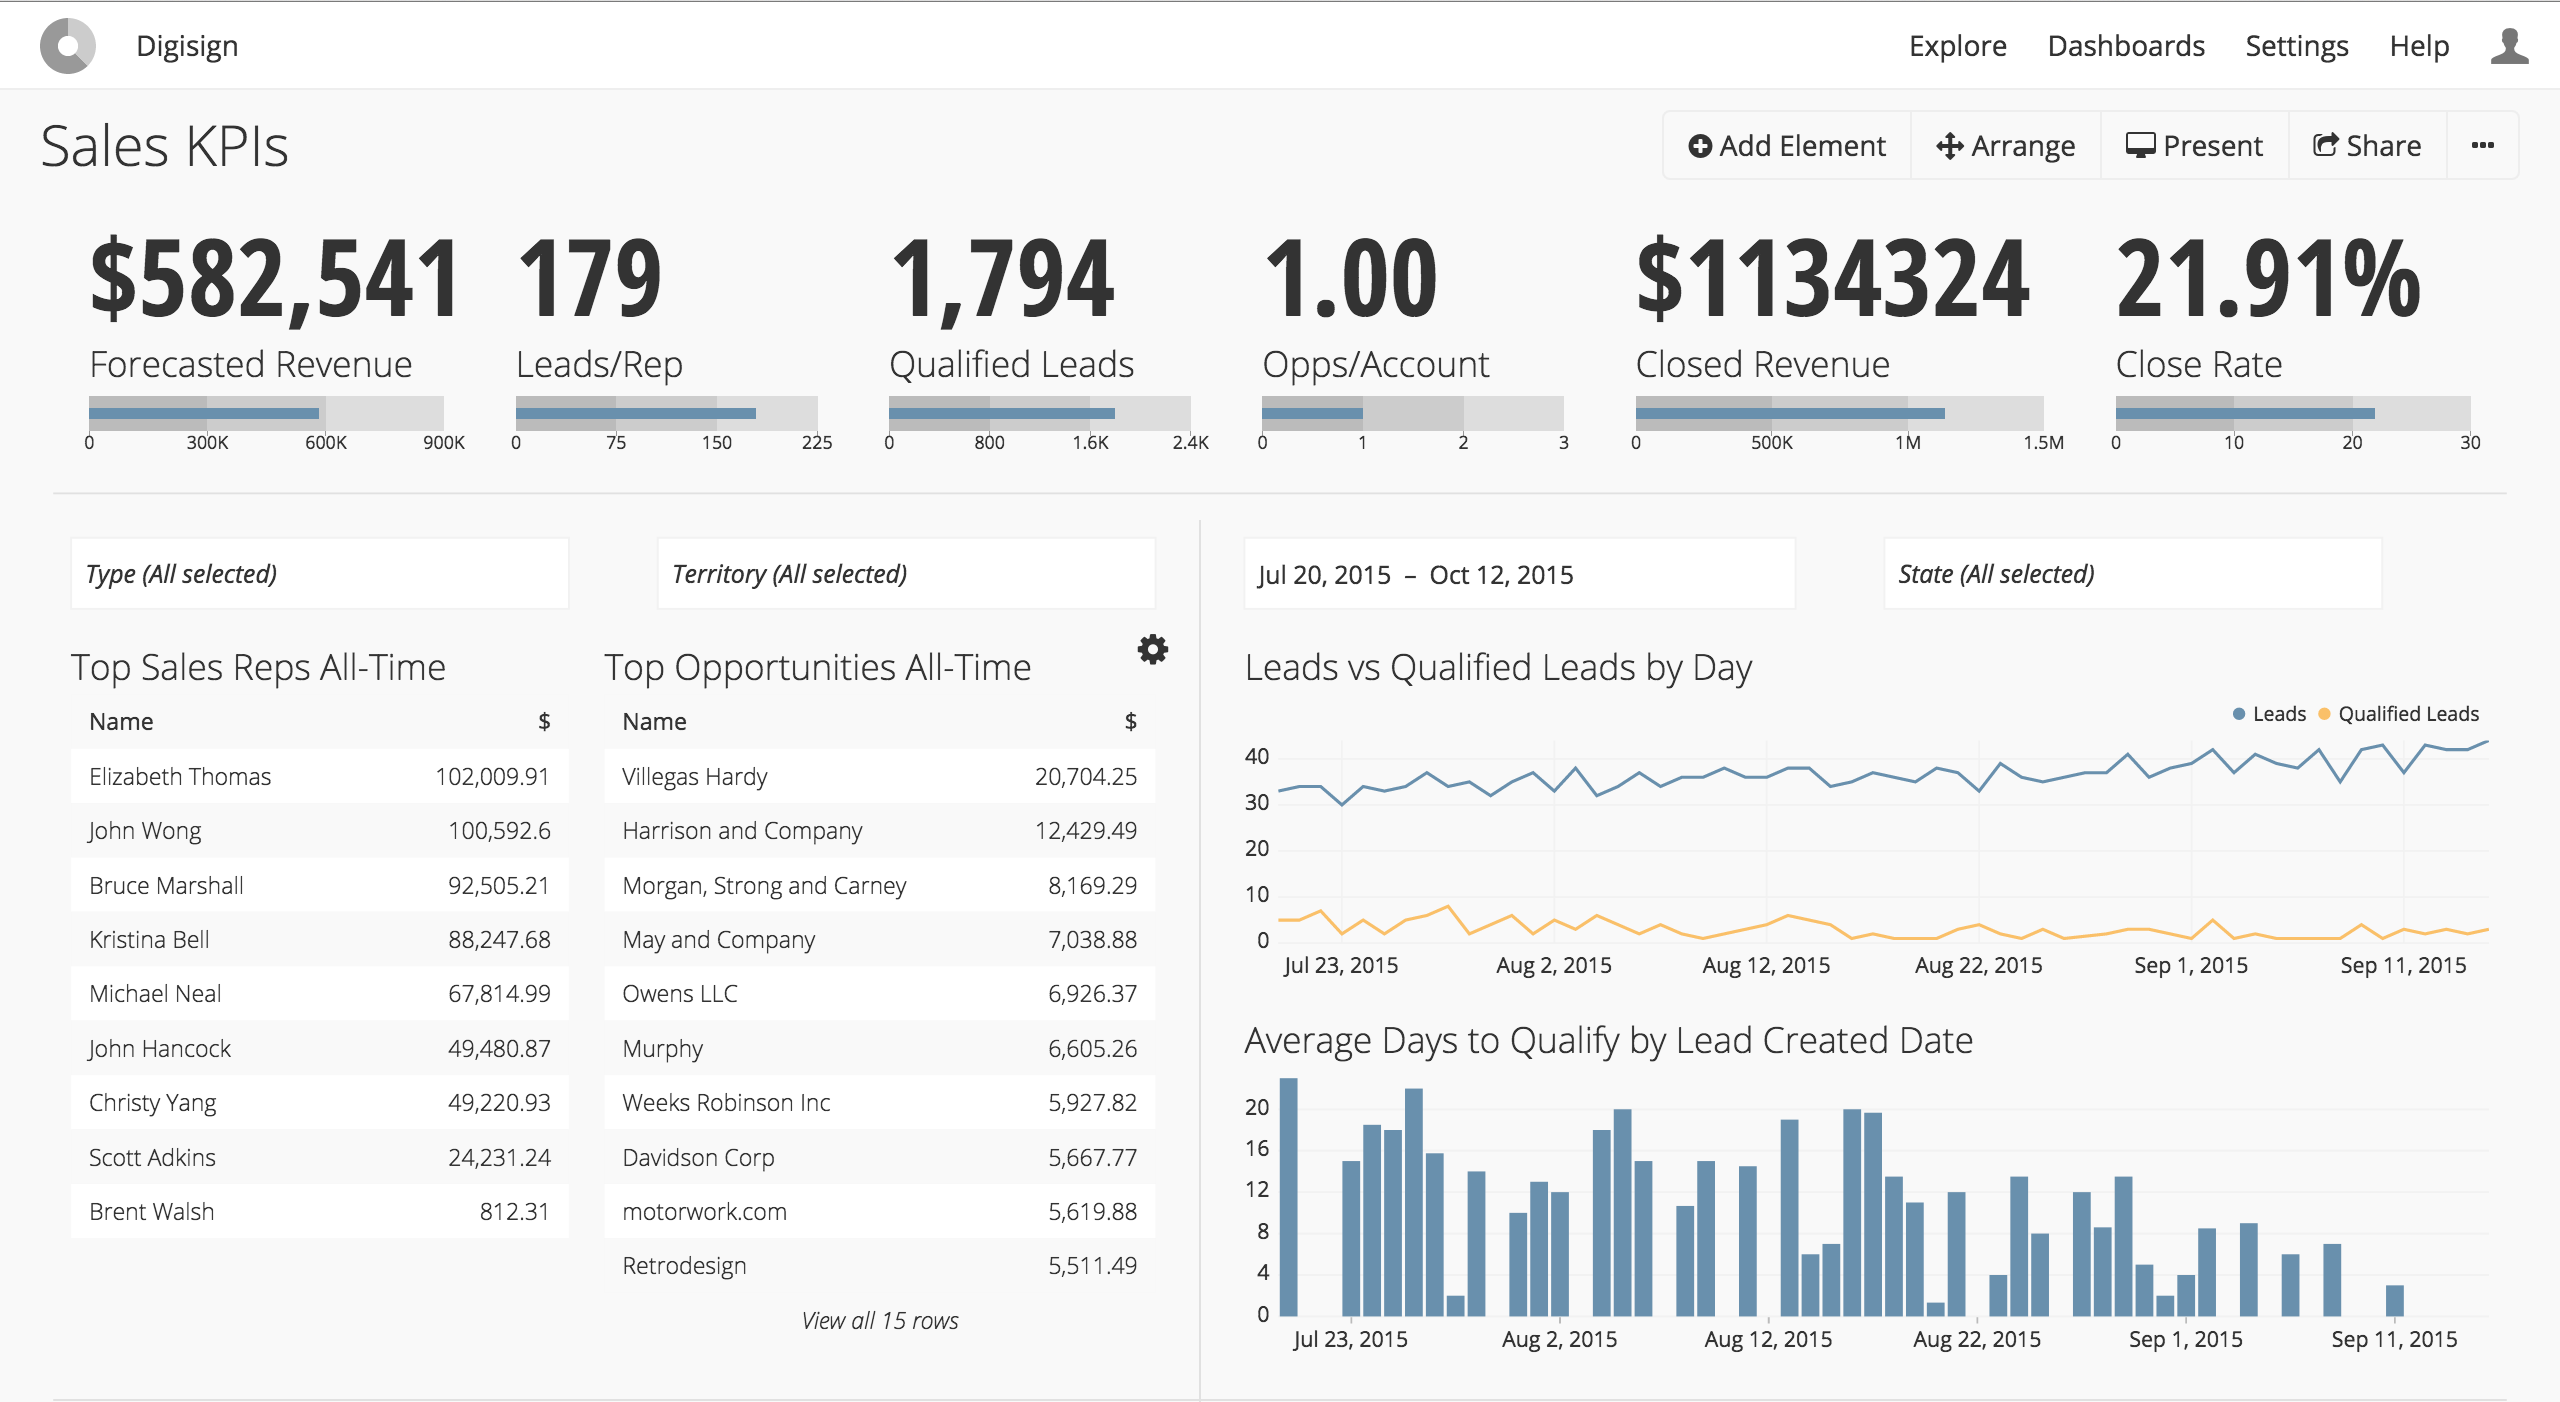 Digisign
Explore Dashboards Settings Help
Sales KPIs
Add Element Arrange Present Share ...
$582,541 179 1,794 1.00 $1134324 21.91%
Forecasted Revenue Leads/Rep Qualified Leads Opps/Account Closed Revenue Close Rate
0 300K 600K 900K 0 75 150 225 0 800 1.6K 2.4K 0 1 2 3 0 500K 1M 1.5M 0 10 20 30
Type (All selected)
Territory (All selected)
Jul 20, 2015 – Oct 12, 2015
State (All selected)
Top Sales Reps All-Time
Name $
Elizabeth Thomas 102,009.91
John Wong 100,592.6
Bruce Marshall 92,505.21
Kristina Bell 88,247.68
Michael Neal 67,814.99
John Hancock 49,480.87
Christy Yang 49,220.93
Scott Adkins 24,231.24
Brent Walsh 812.31
Top Opportunities All-Time
Name $
Villegas Hardy 20,704.25
Harrison and Company 12,429.49
Morgan, Strong and Carney 8,169.29
May and Company 7,038.88
Owens LLC 6,926.37
Murphy 6,605.26
Weeks Robinson Inc 5,927.82
Davidson Corp 5,667.77
motorwork.com 5,619.88
Retrodesign 5,511.49
View all 15 rows
Leads vs Qualified Leads by Day
Leads Qualified Leads
40
30
20
10
0
Jul 23, 2015 Aug 2, 2015 Aug 12, 2015 Aug 22, 2015 Sep 1, 2015 Sep 11, 2015
Average Days to Qualify by Lead Created Date
20
16
12
8
4
0
Jul 23, 2015 Aug 2, 2015 Aug 12, 2015 Aug 22, 2015 Sep 1, 2015 Sep 11, 2015